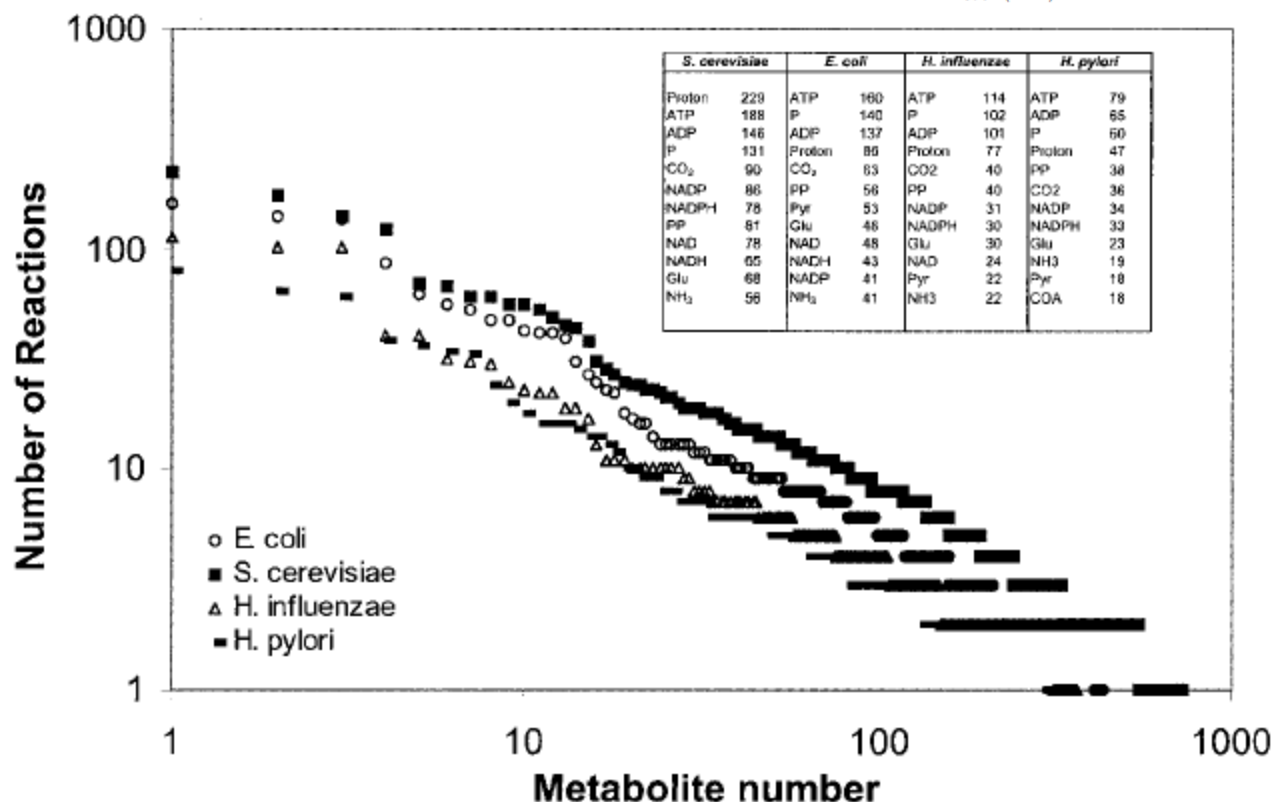 1000
100
10
1
Number of Reactions
S. cerevisiae E. coli H. influenzae H. pylori
Proton 229 ATP 160 ATP 114 ATP 79
ATP 188 P 140 P 102 ADP 65
ADP 146 ADP 137 ADP 101 P 60
P 131 Proton 86 Proton 77 Proton 47
CO₂ 90 CO₂ 63 CO2 40 PP 38
NADP 86 PP 56 PP 40 CO2 36
NADPH 78 Pyr 53 NADP 31 NADP 34
PP 81 Glu 48 NADPH 30 NADPH 33
NAD 78 NAD 48 Glu 30 Glu 23
NADH 65 NADH 43 NAD 24 NH3 19
Glu 68 NADP 41 Pyr 22 Pyr 18
NH₃ 56 NH₃ 41 NH3 22 COA 18
E. coli
S. cerevisiae
H. influenzae
H. pylori
1 10 100 1000
Metabolite number